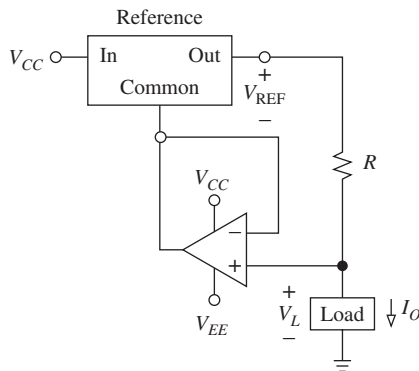 Reference
V_CC
In
Out
Common
+
V_REF
−
R
V_CC
−
+
V_EE
+
V_L
−
Load
I_O